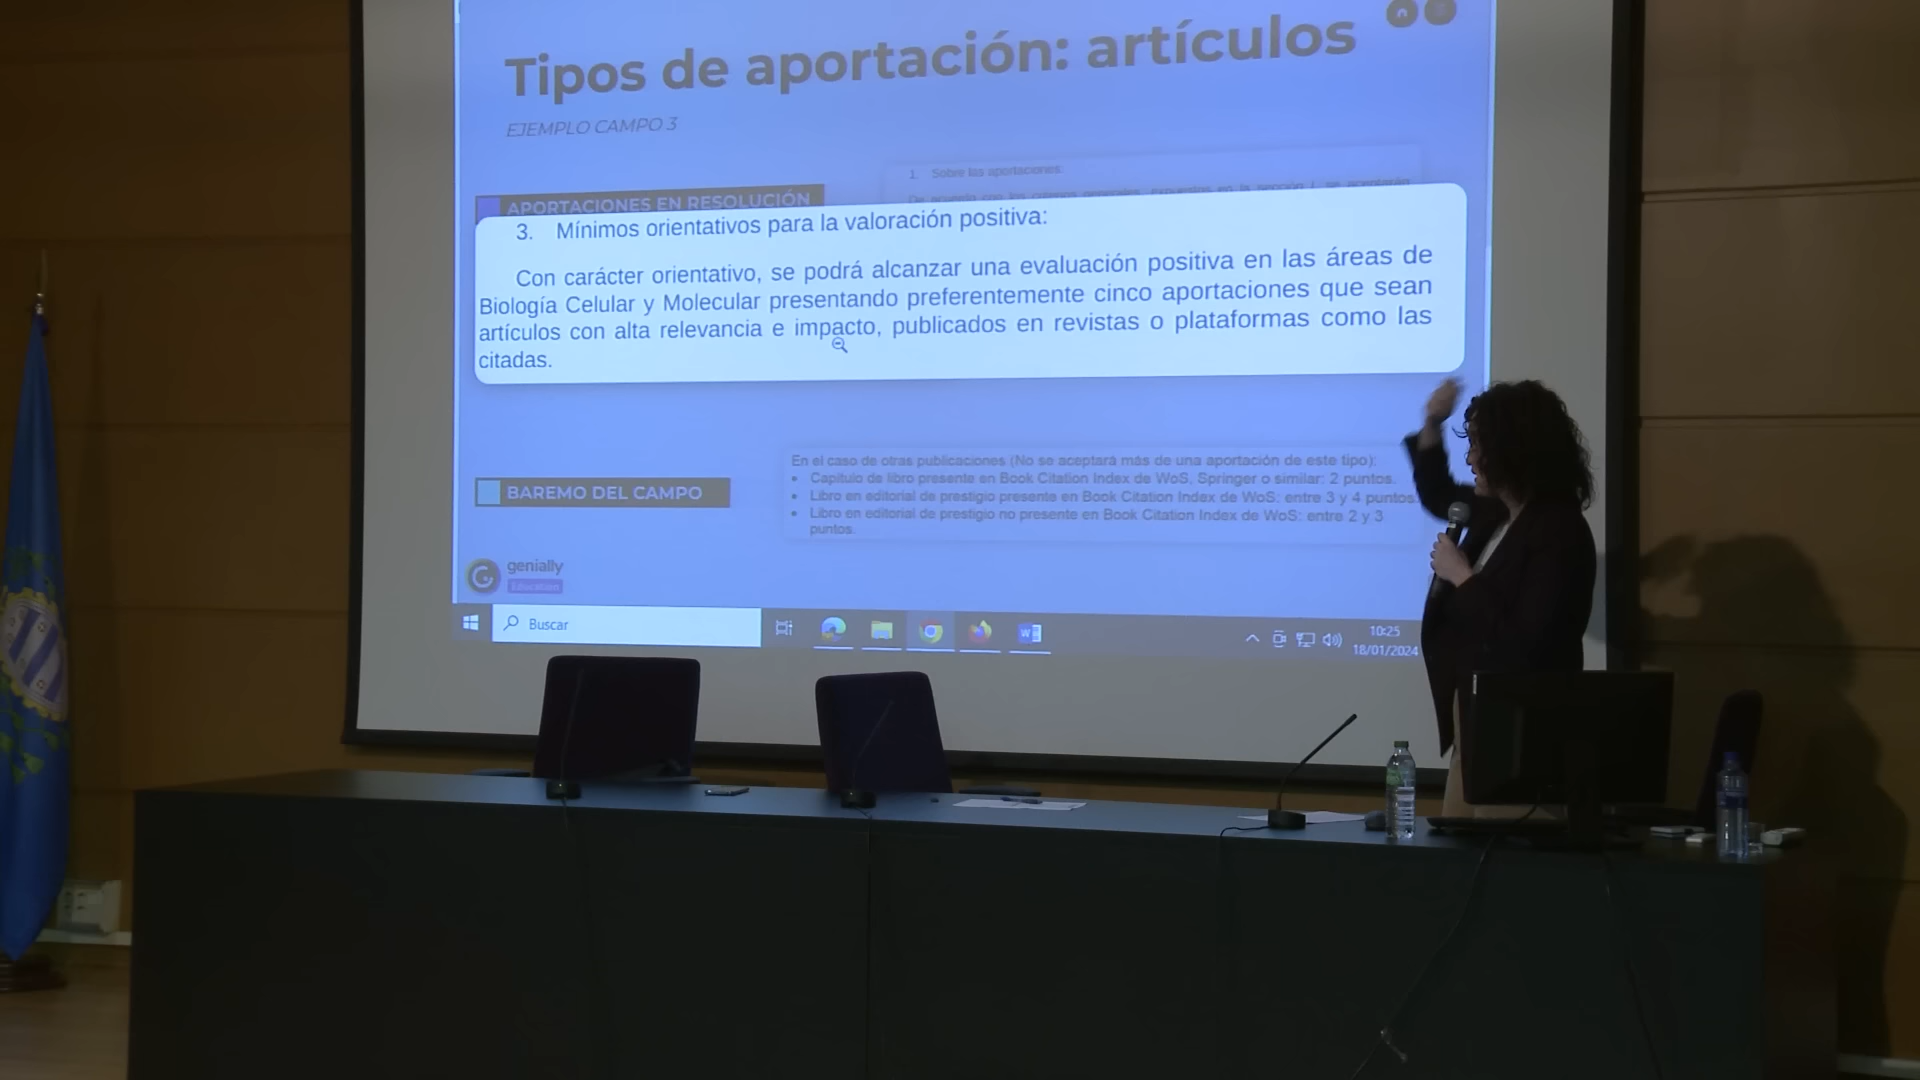 Tipos de aportación: artículos
EJEMPLO CAMPO 3
1. Sobre las aportaciones:
APORTACIONES EN RESOLUCIÓN
3. Mínimos orientativos para la valoración positiva:
Con carácter orientativo, se podrá alcanzar una evaluación positiva en las áreas de
Biología Celular y Molecular presentando preferentemente cinco aportaciones que sean
artículos con alta relevancia e impacto, publicados en revistas o plataformas como las
citadas.
En el caso de otras publicaciones (No se aceptará más de una aportación de este tipo):
• Capítulo de libro presente en Book Citation Index de WoS, Springer o similar: 2 puntos.
• Libro en editorial de prestigio presente en Book Citation Index de WoS: entre 3 y 4 puntos
• Libro en editorial de prestigio no presente en Book Citation Index de WoS: entre 2 y 3
puntos.
BAREMO DEL CAMPO
genially
Education
Buscar
10:25
18/01/2024